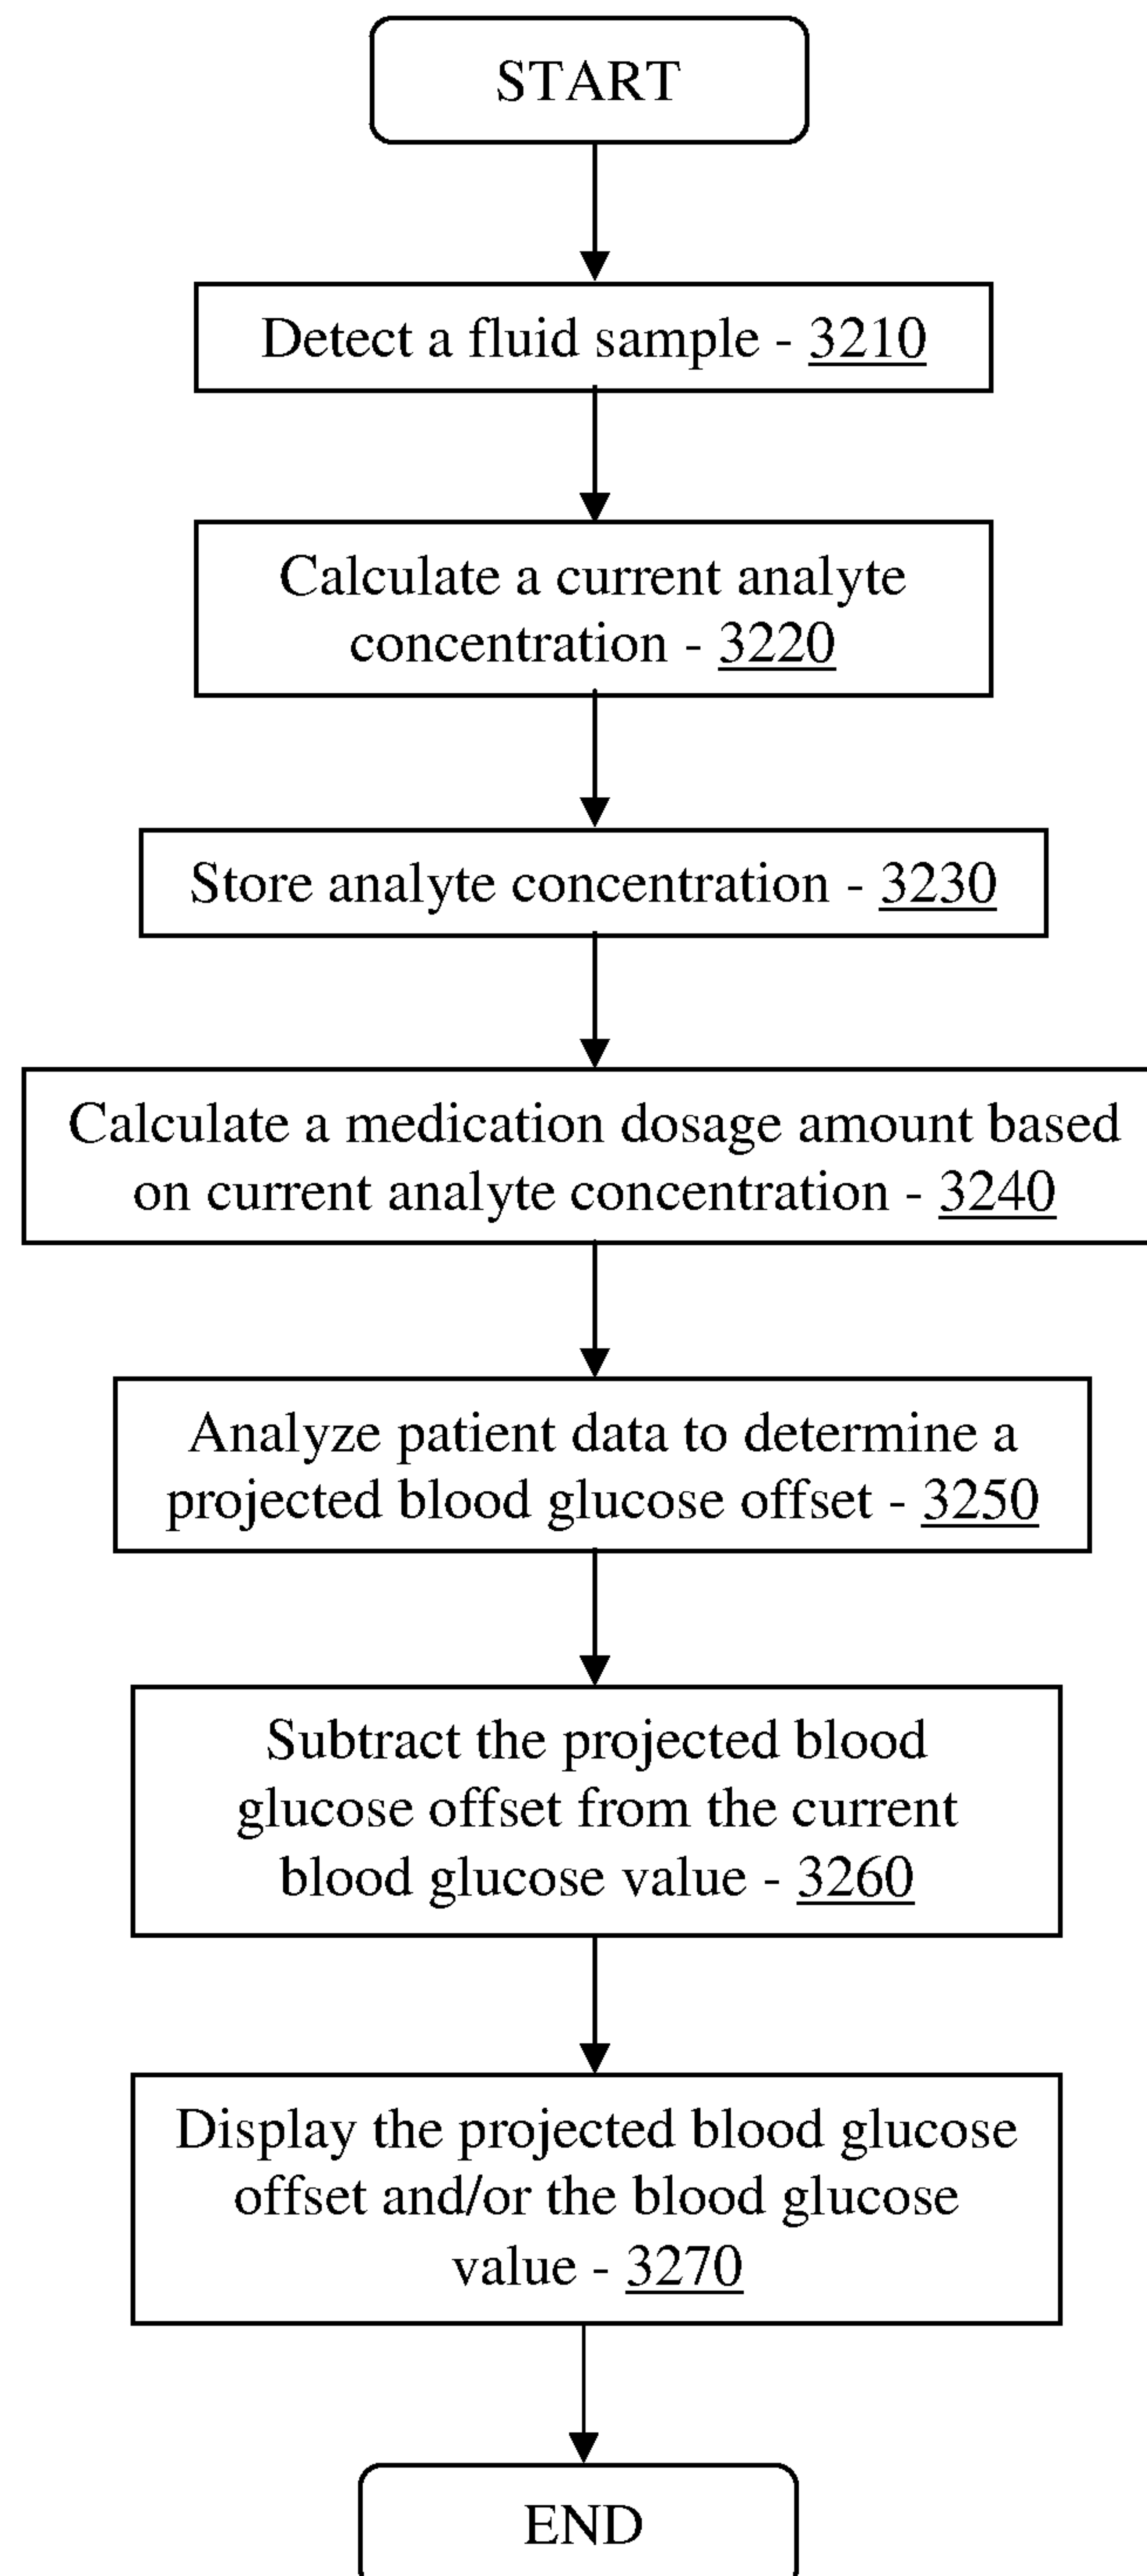 START
Detect a fluid sample - 3210
Calculate a current analyte
concentration - 3220
Store analyte concentration - 3230
Calculate a medication dosage amount based
on current analyte concentration - 3240
Analyze patient data to determine a
projected blood glucose offset - 3250
Subtract the projected blood
glucose offset from the current
blood glucose value - 3260
Display the projected blood glucose
offset and/or the blood glucose
value - 3270
END